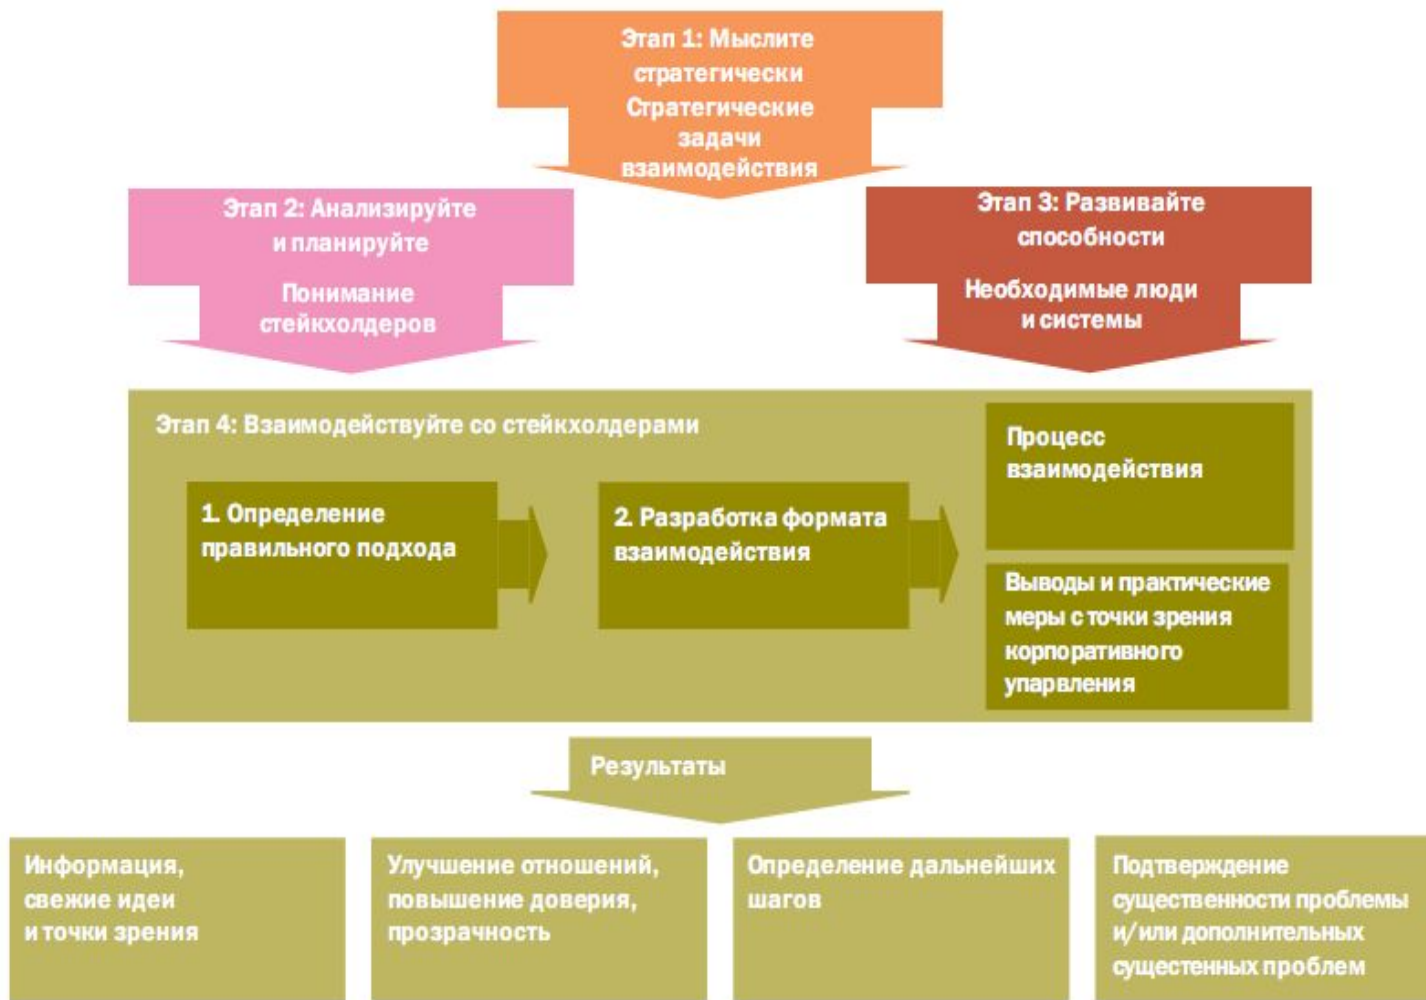 Этап 1: Мыслите
стратегически
Стратегические
задачи
взаимодействия
Этап 2: Анализируйте
и планируйте
Понимание
стейкхолдеров
Этап 3: Развивайте
способности
Необходимые люди
и системы
Этап 4: Взаимодействуйте со стейкхолдерами
1. Определение
правильного подхода
2. Разработка формата
взаимодействия
Процесс
взаимодействия
Выводы и практические
меры с точки зрения
корпоративного
упарвления
Результаты
Информация,
свежие идеи
и точки зрения
Улучшение отношений,
повышение доверия,
прозрачность
Определение дальнейших
шагов
Подтверждение
существенности проблемы
и/или дополнительных
сущестенных проблем